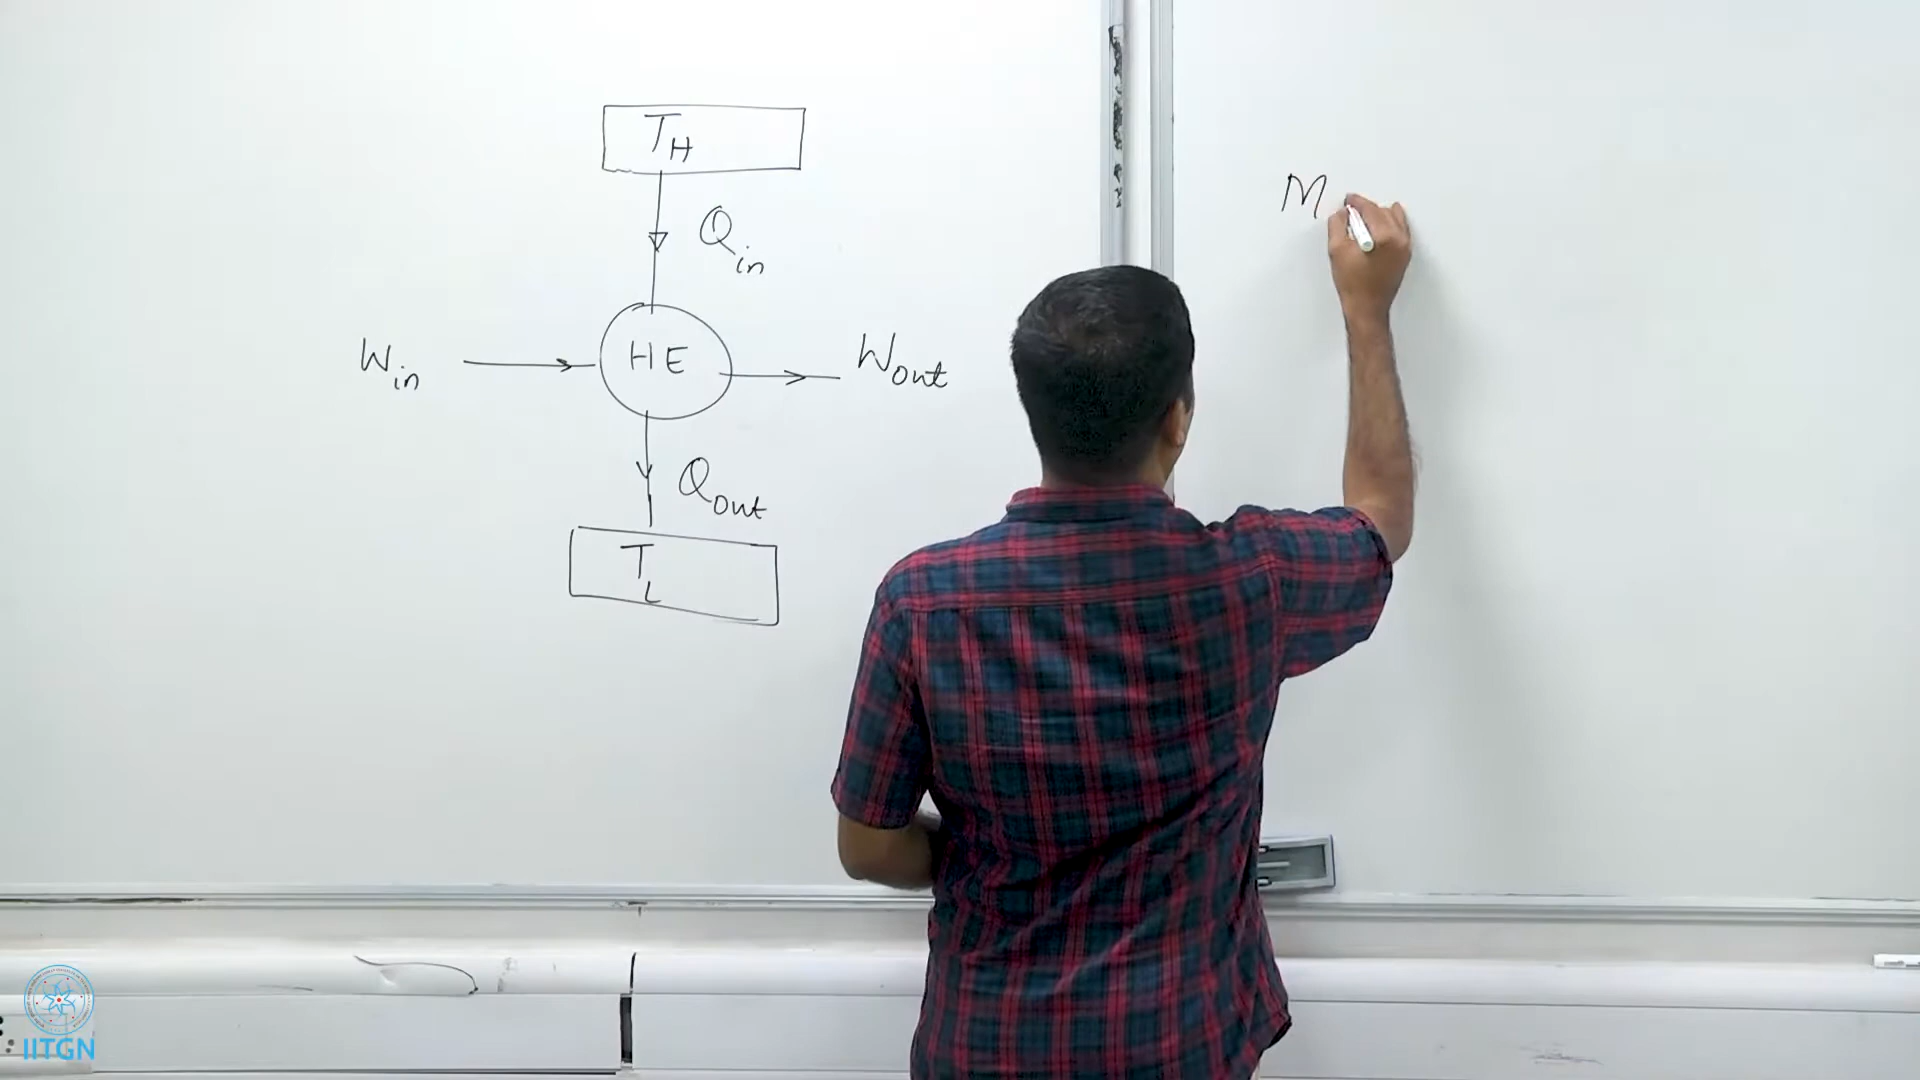 T_H
Q_in
W_in
HE
W_out
Q_out
T_L
M
IITGN